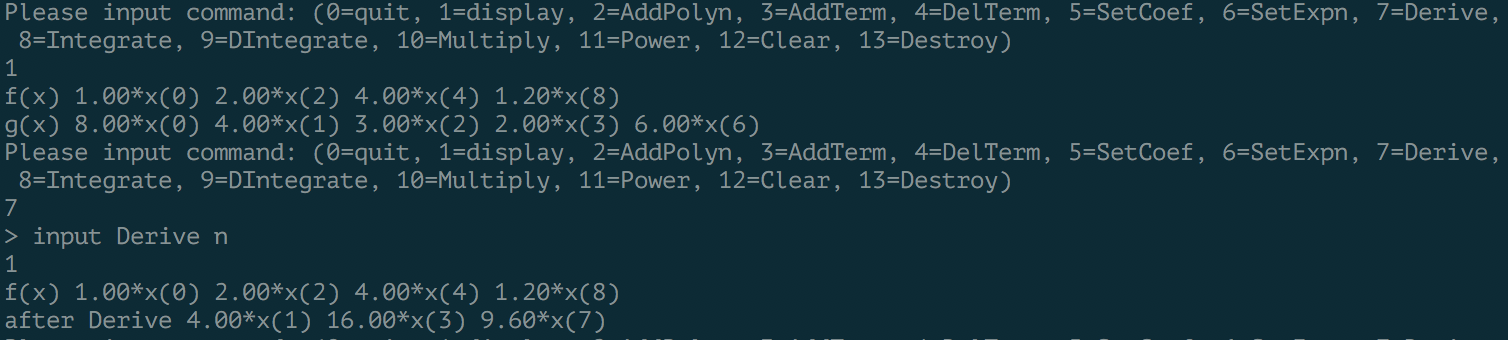 Please input command: (0=quit, 1=display, 2=AddPolyn, 3=AddTerm, 4=DelTerm, 5=SetCoef, 6=SetExpn, 7=Derive,
8=Integrate, 9=DIntegrate, 10=Multiply, 11=Power, 12=Clear, 13=Destroy)
1
f(x) 1.00*x(0) 2.00*x(2) 4.00*x(4) 1.20*x(8)
g(x) 8.00*x(0) 4.00*x(1) 3.00*x(2) 2.00*x(3) 6.00*x(6)
Please input command: (0=quit, 1=display, 2=AddPolyn, 3=AddTerm, 4=DelTerm, 5=SetCoef, 6=SetExpn, 7=Derive,
8=Integrate, 9=DIntegrate, 10=Multiply, 11=Power, 12=Clear, 13=Destroy)
7
> input Derive n
1
f(x) 1.00*x(0) 2.00*x(2) 4.00*x(4) 1.20*x(8)
after Derive 4.00*x(1) 16.00*x(3) 9.60*x(7)